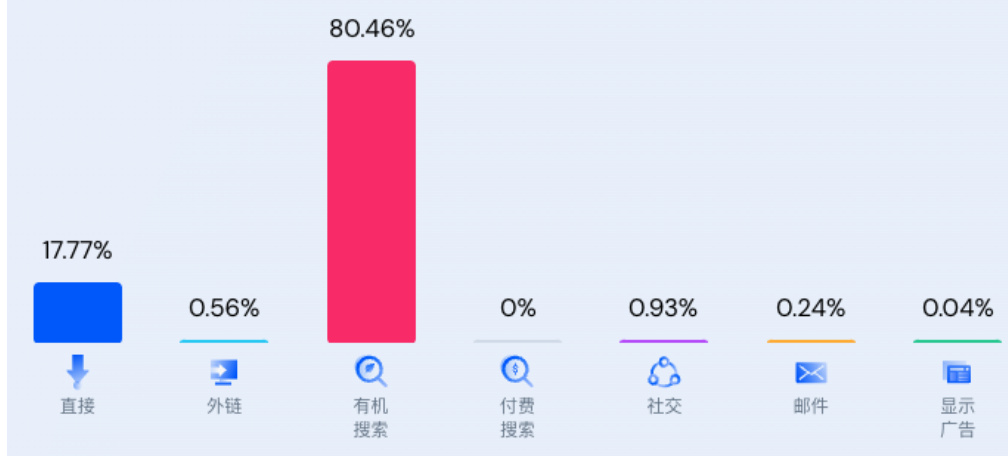 80.46%
17.77%
0.56%
0%
0.93%
0.24%
0.04%
直接
外链
有机
搜索
付费
搜索
社交
邮件
显示
广告